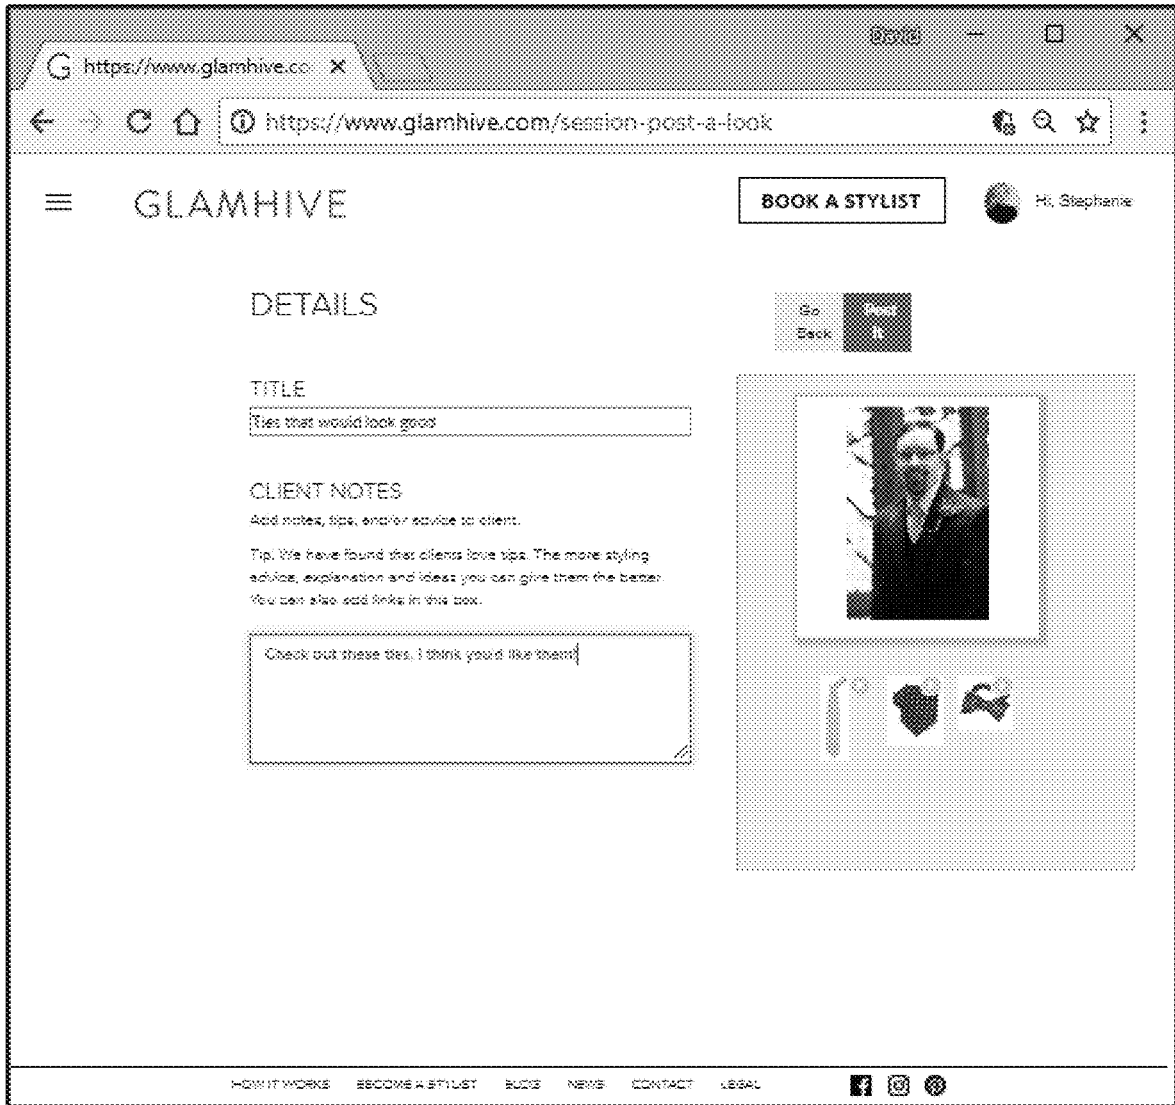 David
https://www.glamhive.co
https://www.glamhive.com/session-post-a-look
GLAMHIVE
BOOK A STYLIST
Hi, Stephanie
DETAILS
Go Back
Post It
TITLE
Ties that would look good
CLIENT NOTES
Add notes, tips, and/or advice to client.
Tip. We have found that clients love tips. The more styling
advice, explanation and ideas you can give them the better.
You can also add links in this box.
Check out these ties. I think you'd like them!
HOW IT WORKS BECOME A STYLIST BLOG NEWS CONTACT LEGAL